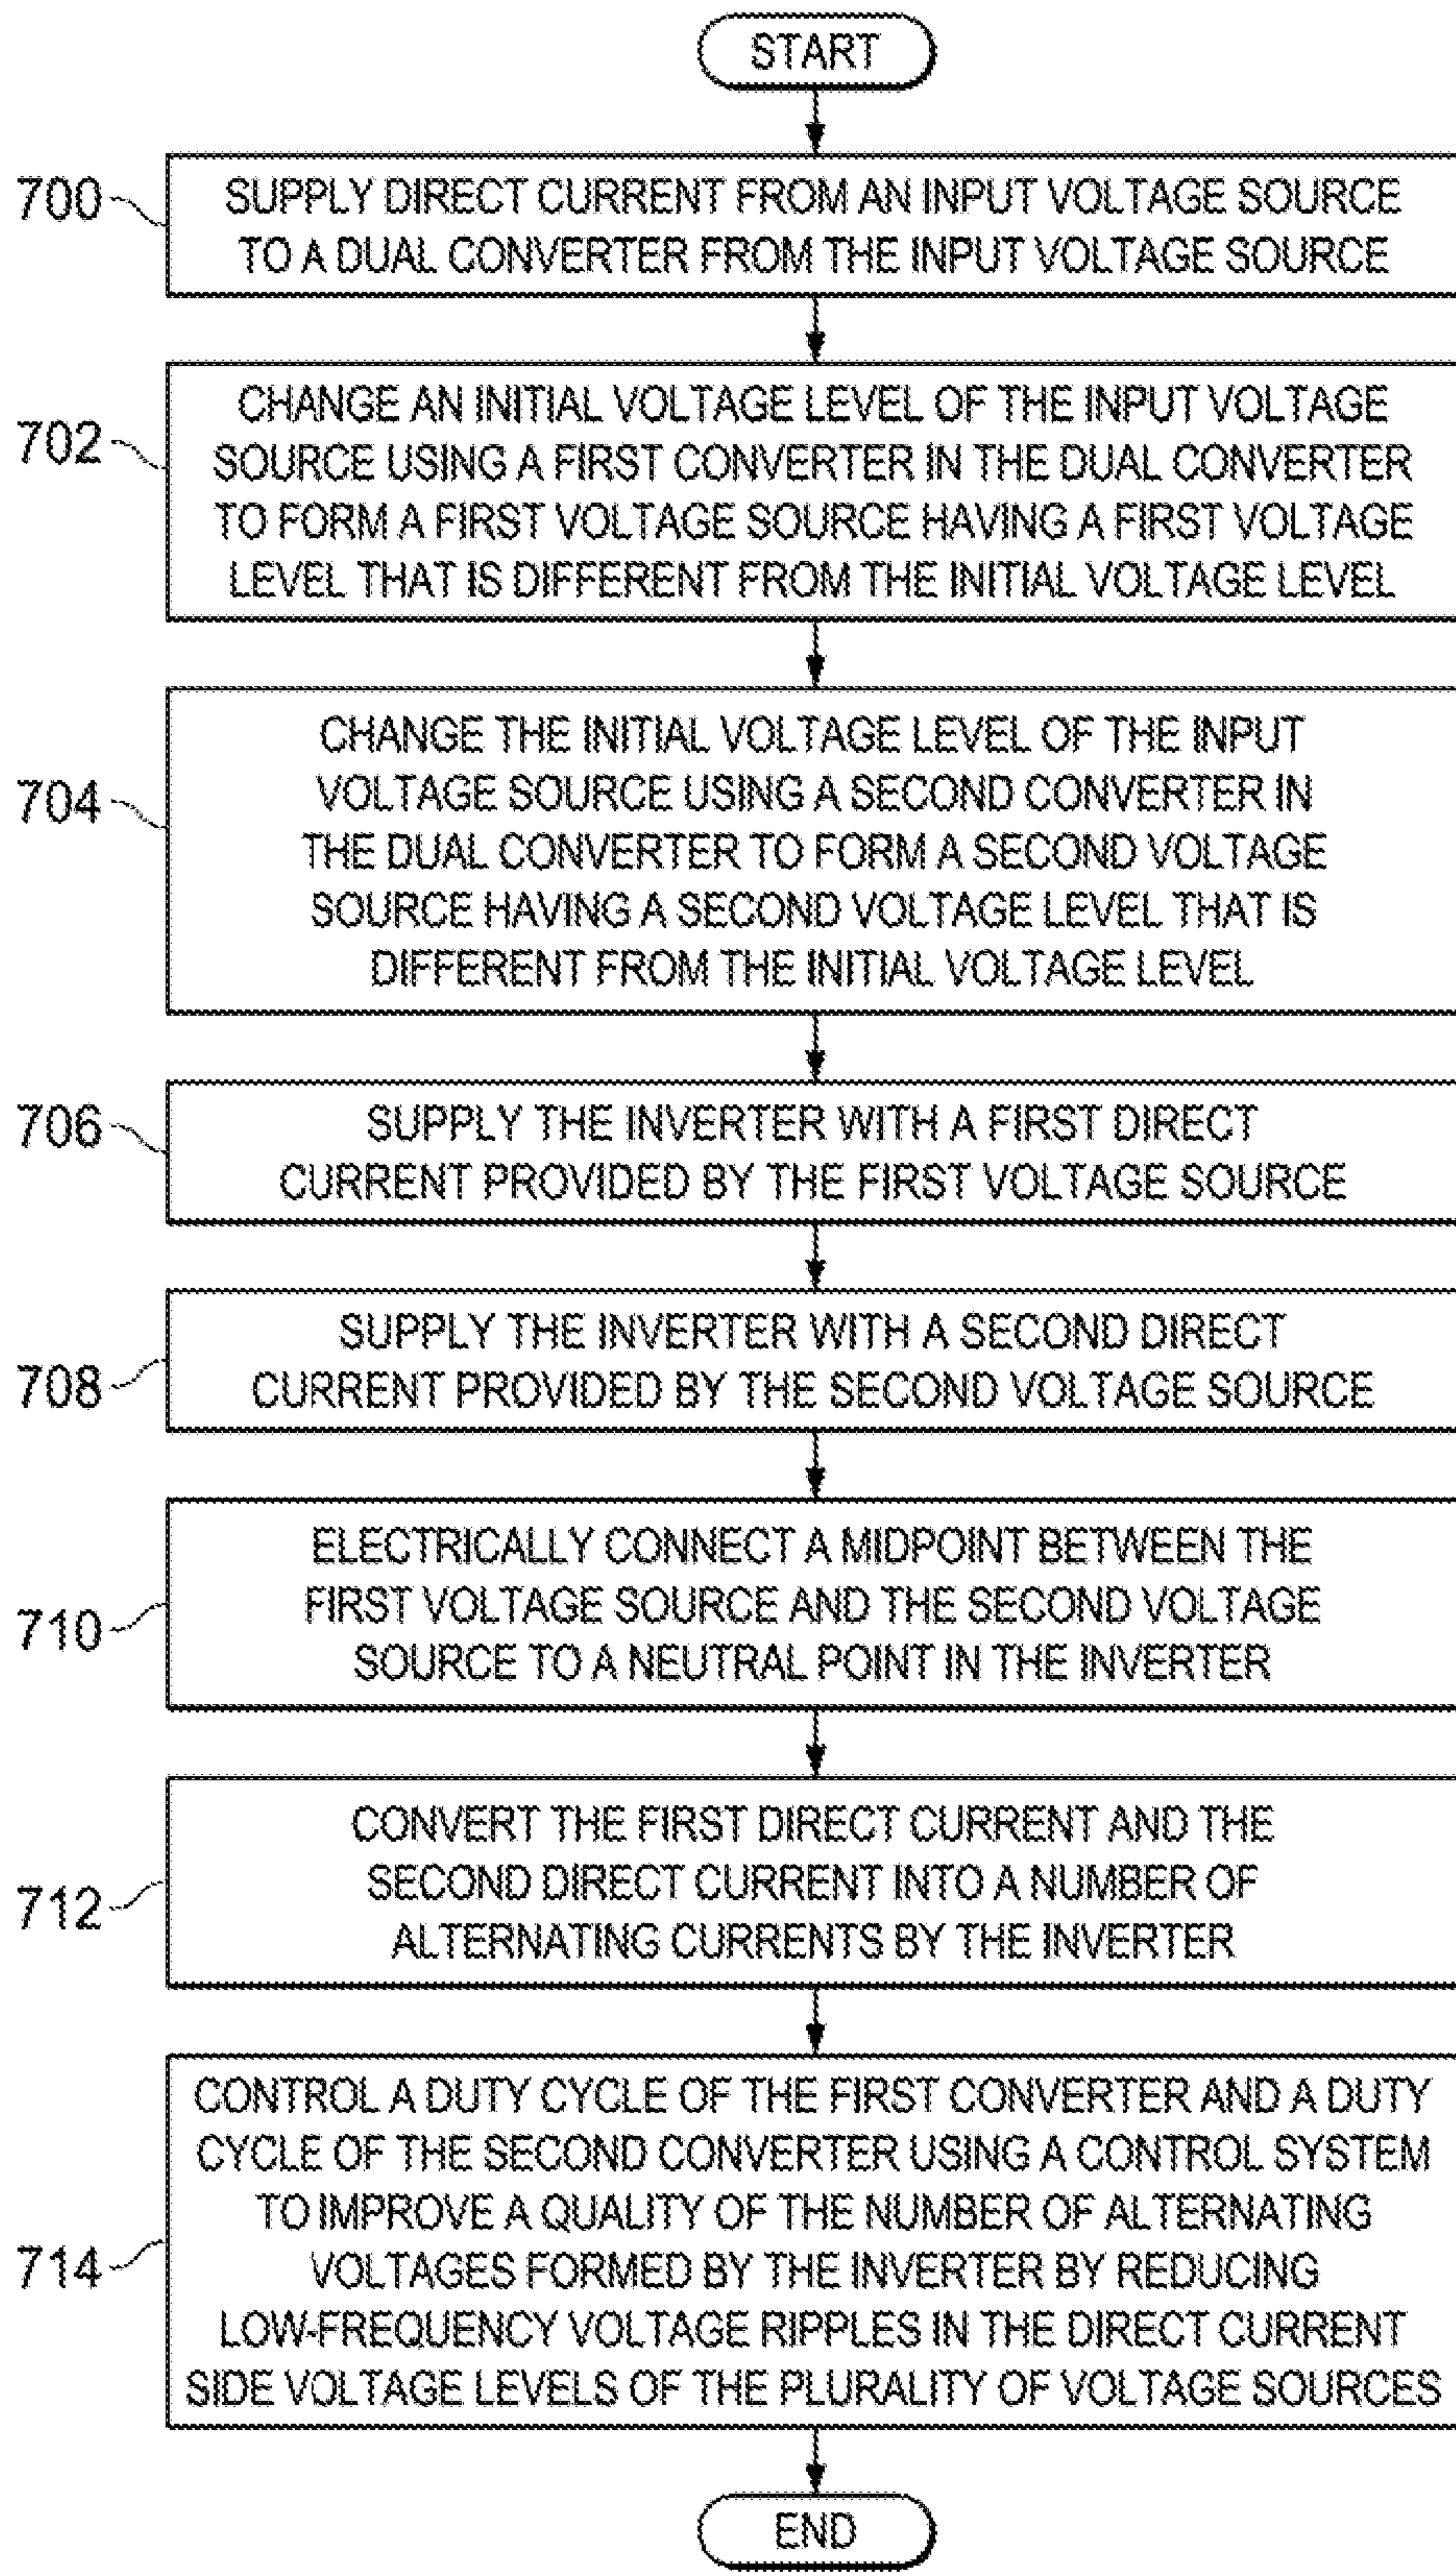 START
700
SUPPLY DIRECT CURRENT FROM AN INPUT VOLTAGE SOURCE
TO A DUAL CONVERTER FROM THE INPUT VOLTAGE SOURCE
702
CHANGE AN INITIAL VOLTAGE LEVEL OF THE INPUT VOLTAGE
SOURCE USING A FIRST CONVERTER IN THE DUAL CONVERTER
TO FORM A FIRST VOLTAGE SOURCE HAVING A FIRST VOLTAGE
LEVEL THAT IS DIFFERENT FROM THE INITIAL VOLTAGE LEVEL
704
CHANGE THE INITIAL VOLTAGE LEVEL OF THE INPUT
VOLTAGE SOURCE USING A SECOND CONVERTER IN
THE DUAL CONVERTER TO FORM A SECOND VOLTAGE
SOURCE HAVING A SECOND VOLTAGE LEVEL THAT IS
DIFFERENT FROM THE INITIAL VOLTAGE LEVEL
706
SUPPLY THE INVERTER WITH A FIRST DIRECT
CURRENT PROVIDED BY THE FIRST VOLTAGE SOURCE
708
SUPPLY THE INVERTER WITH A SECOND DIRECT
CURRENT PROVIDED BY THE SECOND VOLTAGE SOURCE
710
ELECTRICALLY CONNECT A MIDPOINT BETWEEN THE
FIRST VOLTAGE SOURCE AND THE SECOND VOLTAGE
SOURCE TO A NEUTRAL POINT IN THE INVERTER
712
CONVERT THE FIRST DIRECT CURRENT AND THE
SECOND DIRECT CURRENT INTO A NUMBER OF
ALTERNATING CURRENTS BY THE INVERTER
714
CONTROL A DUTY CYCLE OF THE FIRST CONVERTER AND A DUTY
CYCLE OF THE SECOND CONVERTER USING A CONTROL SYSTEM
TO IMPROVE A QUALITY OF THE NUMBER OF ALTERNATING
VOLTAGES FORMED BY THE INVERTER BY REDUCING
LOW-FREQUENCY VOLTAGE RIPPLES IN THE DIRECT CURRENT
SIDE VOLTAGE LEVELS OF THE PLURALITY OF VOLTAGE SOURCES
END